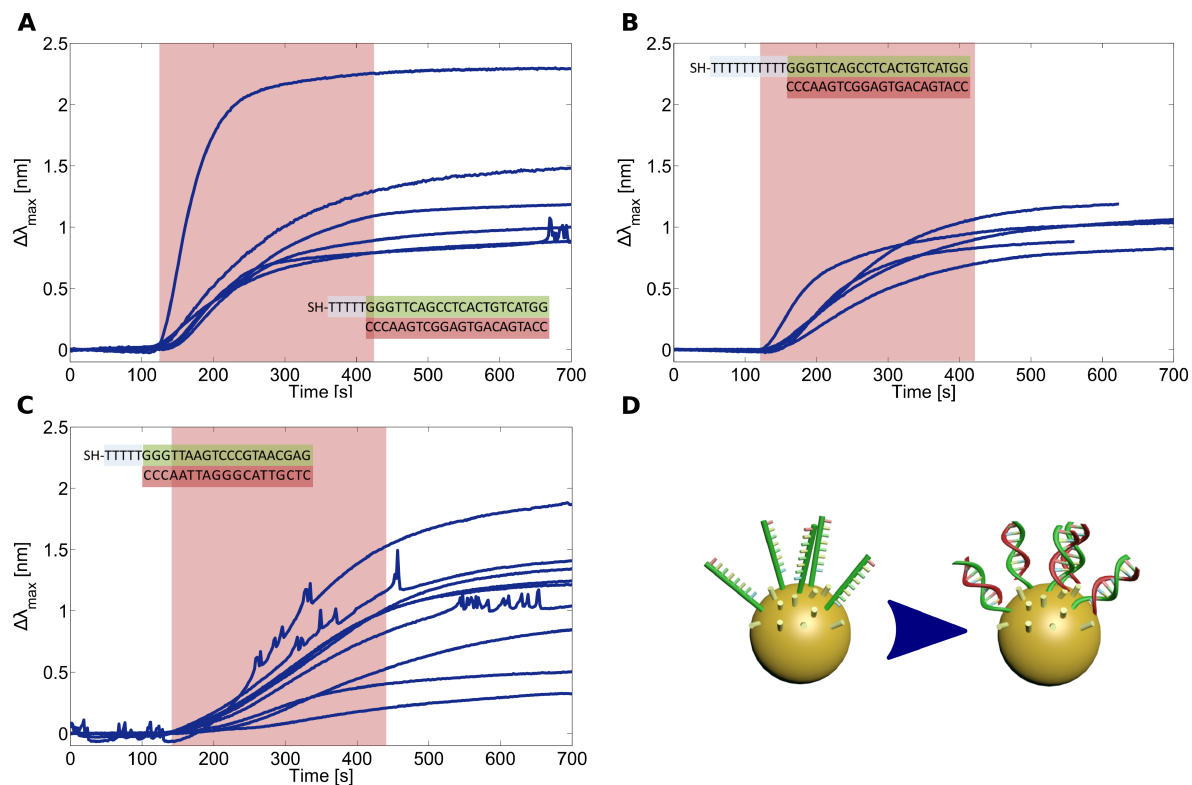 A
2.5
2
1.5
1
0.5
0
Δλmax [nm]
SH-TTTTTGGGTTCAGCCTCACTGTCATGG
CCCAAGTCGGAGTGACAGTACC
0 100 200 300 400 500 600 700
Time [s]
B
2.5
2
1.5
1
0.5
0
Δλmax [nm]
SH-TTTTTTTTTTGGGTTCAGCCTCACTGTCATGG
CCCAAGTCGGAGTGACAGTACC
0 100 200 300 400 500 600 700
Time [s]
C
2.5
2
1.5
1
0.5
0
Δλmax [nm]
SH-TTTTTGGGTTAAGTCCCGTAACGAG
CCCAATTAGGGCATTGCTC
0 100 200 300 400 500 600 700
Time [s]
D